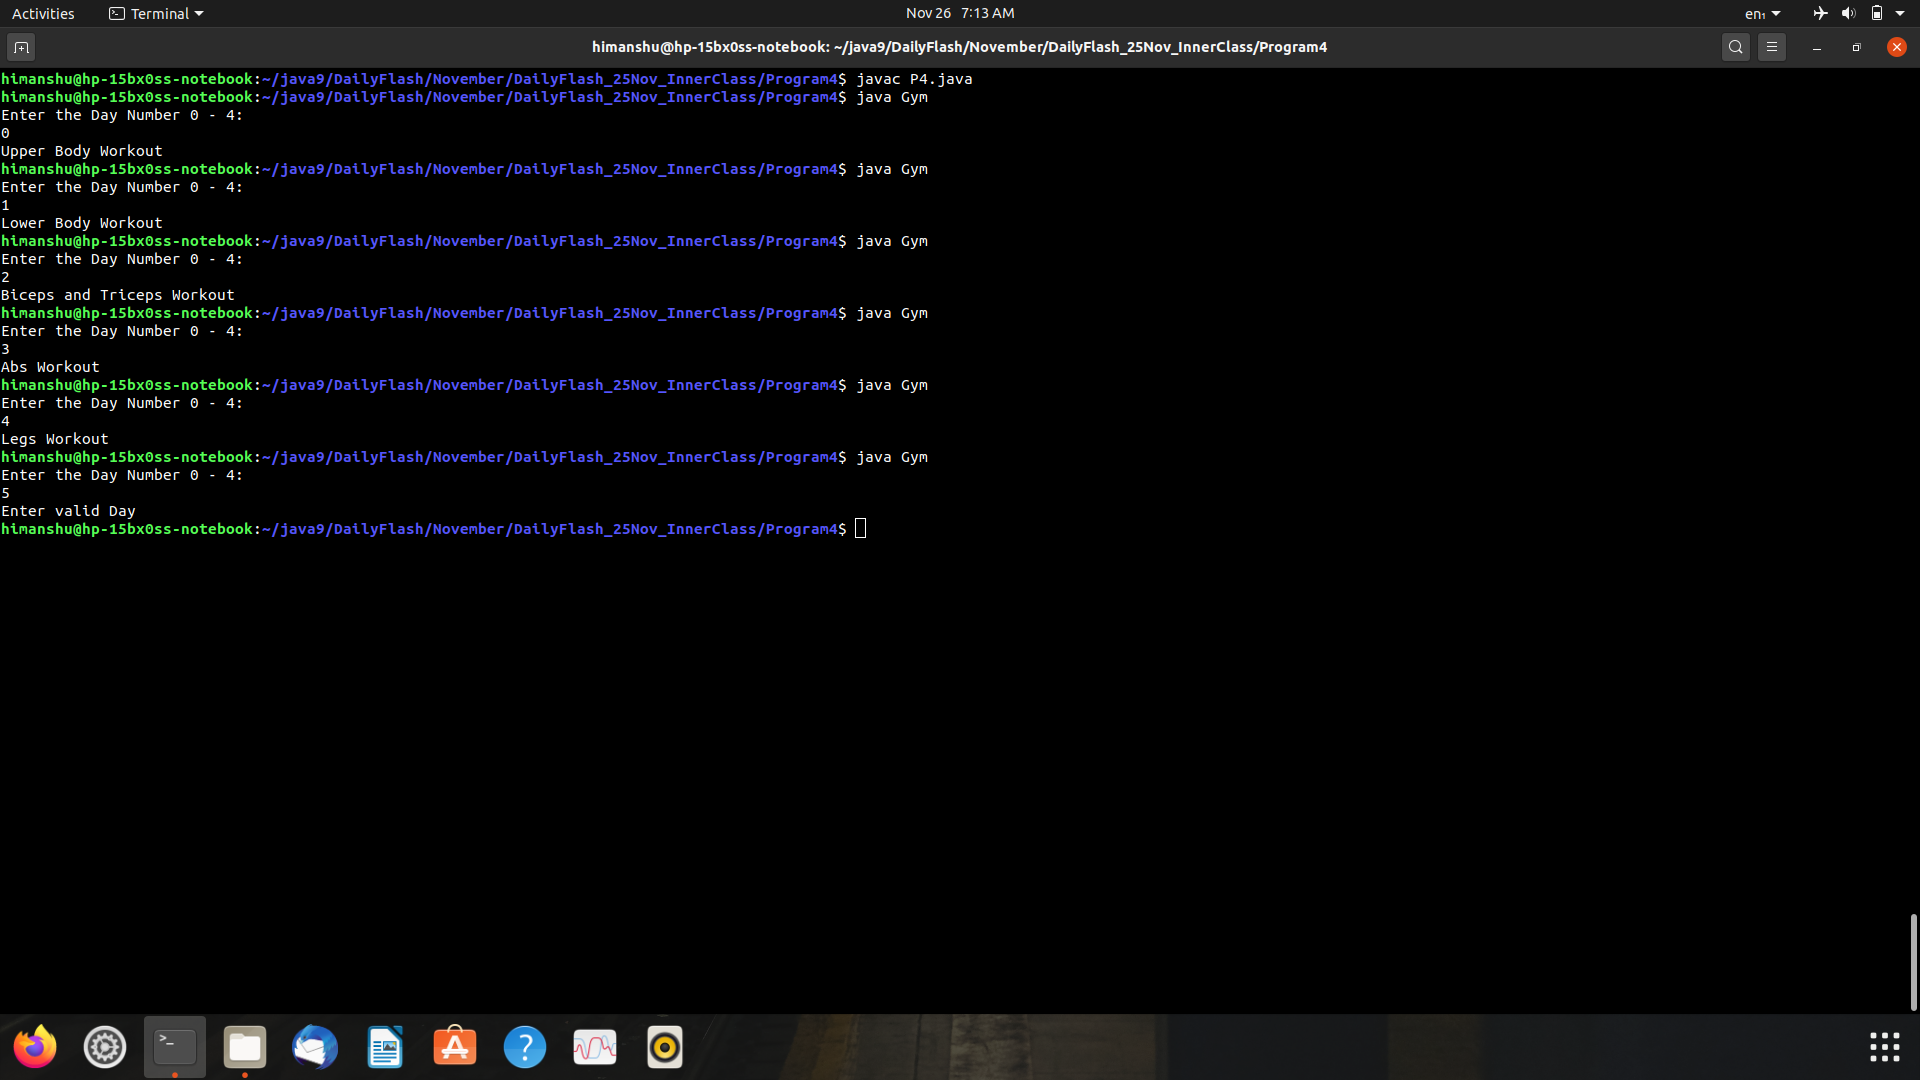 Activities Terminal Nov 26 7:13 AM en₁
himanshu@hp-15bx0ss-notebook: ~/java9/DailyFlash/November/DailyFlash_25Nov_InnerClass/Program4
himanshu@hp-15bx0ss-notebook:~/java9/DailyFlash/November/DailyFlash_25Nov_InnerClass/Program4$ javac P4.java
himanshu@hp-15bx0ss-notebook:~/java9/DailyFlash/November/DailyFlash_25Nov_InnerClass/Program4$ java Gym
Enter the Day Number 0 - 4:
0
Upper Body Workout
himanshu@hp-15bx0ss-notebook:~/java9/DailyFlash/November/DailyFlash_25Nov_InnerClass/Program4$ java Gym
Enter the Day Number 0 - 4:
1
Lower Body Workout
himanshu@hp-15bx0ss-notebook:~/java9/DailyFlash/November/DailyFlash_25Nov_InnerClass/Program4$ java Gym
Enter the Day Number 0 - 4:
2
Biceps and Triceps Workout
himanshu@hp-15bx0ss-notebook:~/java9/DailyFlash/November/DailyFlash_25Nov_InnerClass/Program4$ java Gym
Enter the Day Number 0 - 4:
3
Abs Workout
himanshu@hp-15bx0ss-notebook:~/java9/DailyFlash/November/DailyFlash_25Nov_InnerClass/Program4$ java Gym
Enter the Day Number 0 - 4:
4
Legs Workout
himanshu@hp-15bx0ss-notebook:~/java9/DailyFlash/November/DailyFlash_25Nov_InnerClass/Program4$ java Gym
Enter the Day Number 0 - 4:
5
Enter valid Day
himanshu@hp-15bx0ss-notebook:~/java9/DailyFlash/November/DailyFlash_25Nov_InnerClass/Program4$